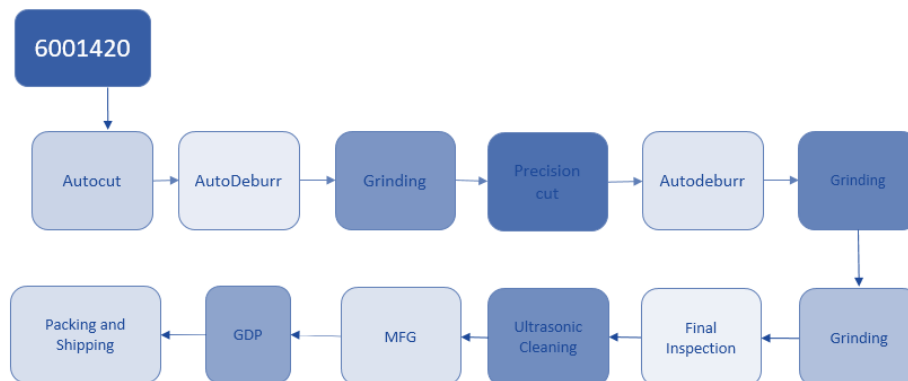 6001420
Autocut
AutoDeburr
Grinding
Precision
cut
Autodeburr
Grinding
Packing and
Shipping
GDP
MFG
Ultrasonic
Cleaning
Final
Inspection
Grinding